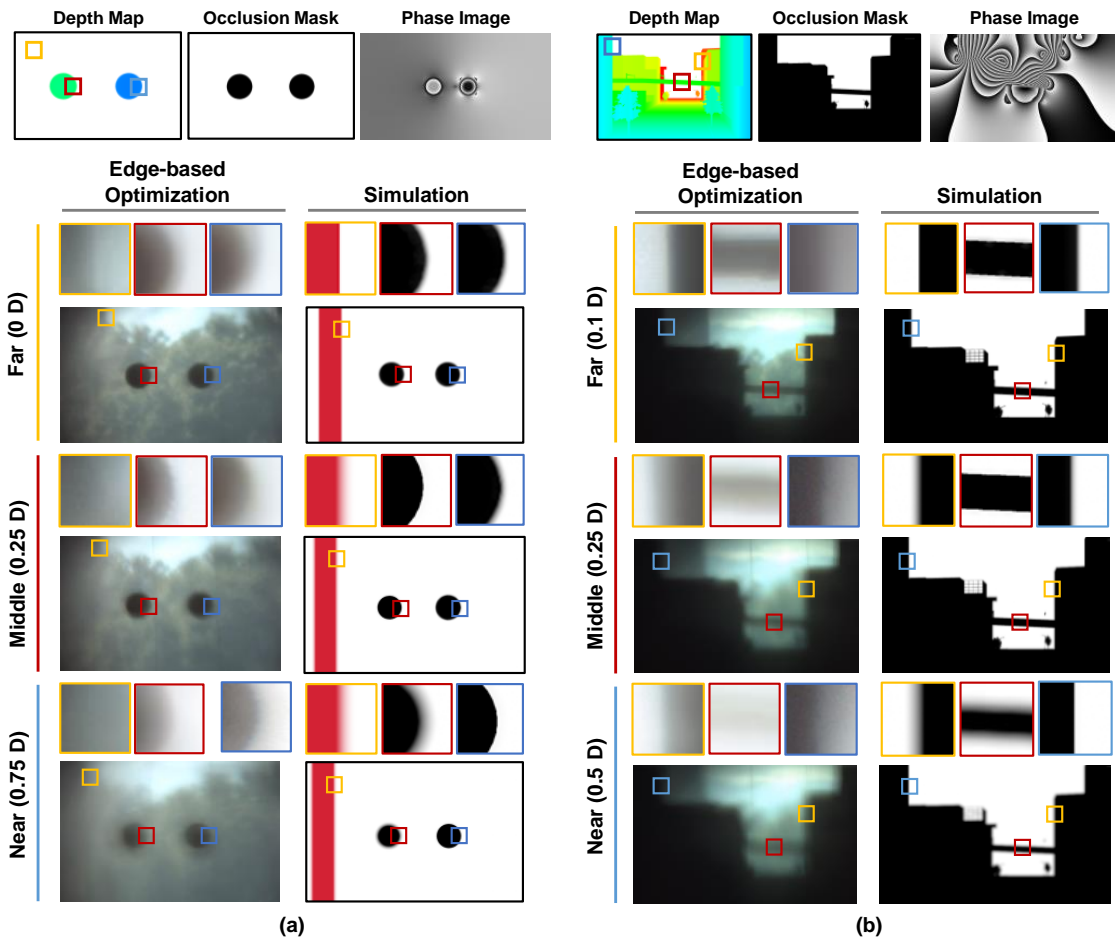 Depth Map
Occlusion Mask
Phase Image
Edge-based
Optimization
Simulation
Far (0 D)
Middle (0.25 D)
Near (0.75 D)
(a)
Depth Map
Occlusion Mask
Phase Image
Edge-based
Optimization
Simulation
Far (0.1 D)
Middle (0.25 D)
Near (0.5 D)
(b)